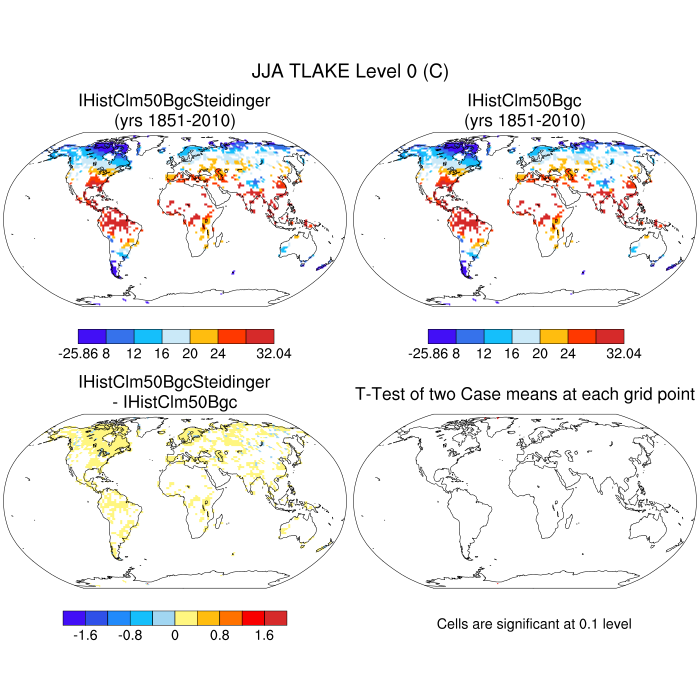 JJA TLAKE Level 0 (C)
IHistClm50BgcSteidinger
(yrs 1851-2010)
IHistClm50Bgc
(yrs 1851-2010)
-25.86 8 12 16 20 24 32.04
-25.86 8 12 16 20 24 32.04
IHistClm50BgcSteidinger
- IHistClm50Bgc
T-Test of two Case means at each grid point
-1.6 -0.8 0 0.8 1.6
Cells are significant at 0.1 level